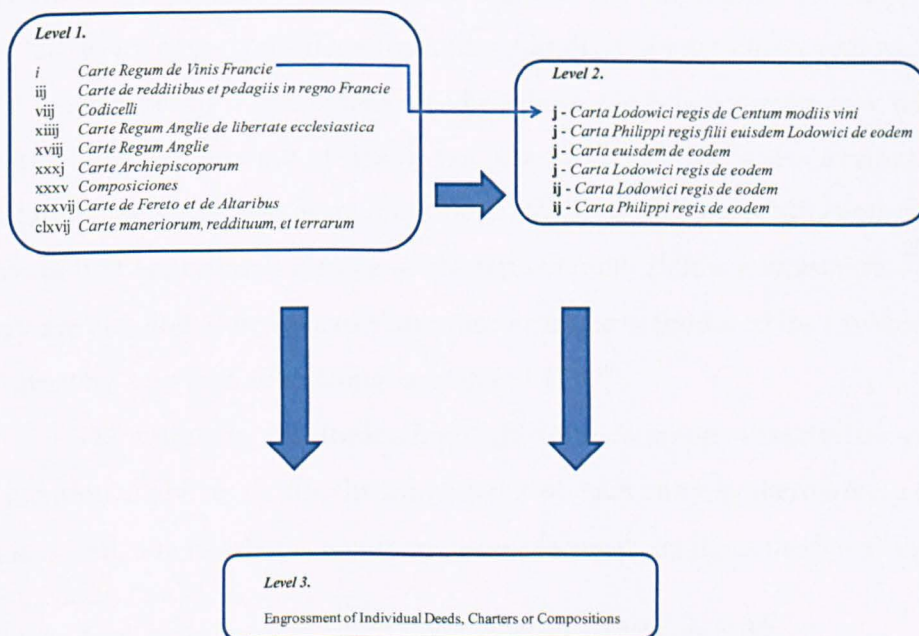 Level 1.
i Carte Regum de Vinis Francie
iij Carte de redditibus et pedagiis in regno Francie
viij Codicelli
xiiij Carte Regum Anglie de libertate ecclesiastica
xviij Carte Regum Anglie
xxxj Carte Archiepiscoporum
xxxv Composiciones
cxxvij Carte de Fereto et de Altaribus
clxvij Carte maneriorum, reddituum, et terrarum
Level 2.
j - Carta Lodowici regis de Centum modiis vini
j - Carta Philippi regis filii euisdem Lodowici de eodem
j - Carta euisdem de eodem
j - Carta Lodowici regis de eodem
ij - Carta Lodowici regis de eodem
ij - Carta Philippi regis de eodem
Level 3.
Engrossment of Individual Deeds, Charters or Compositions